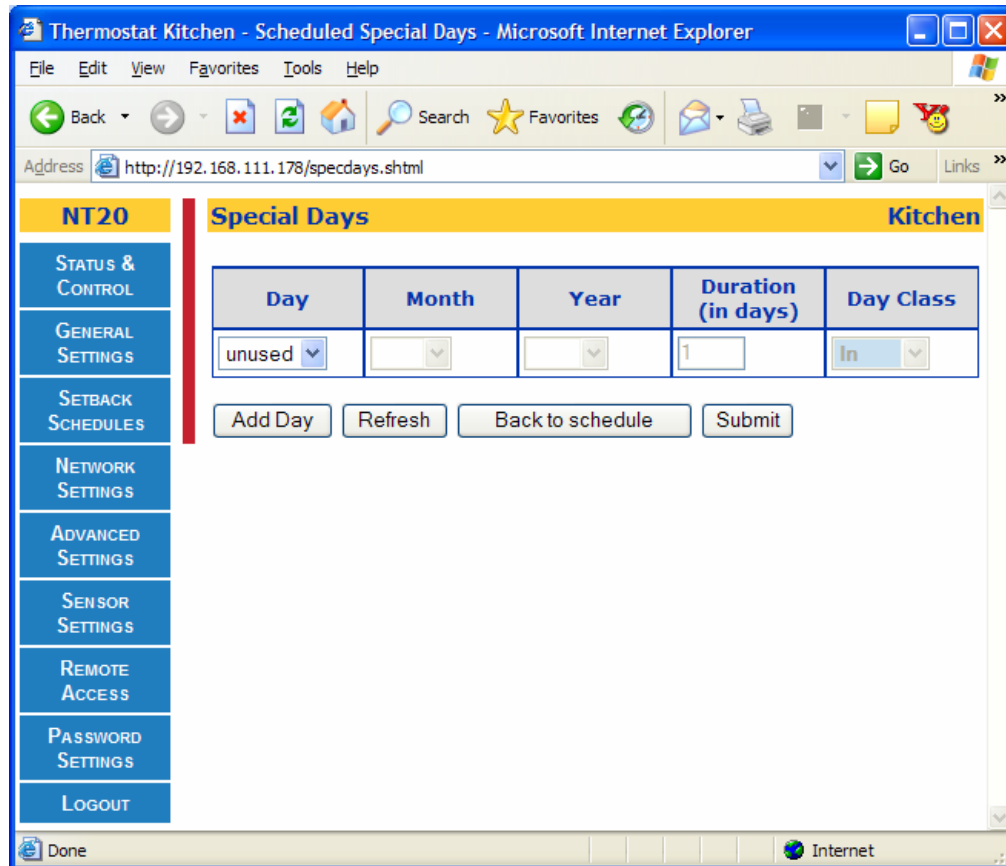 Thermostat Kitchen - Scheduled Special Days - Microsoft Internet Explorer
File Edit View Favorites Tools Help
Back Search Favorites
Address http://192.168.111.178/specdays.shtml Go Links
NT20
Special Days Kitchen
STATUS &
CONTROL
GENERAL
SETTINGS
SETBACK
SCHEDULES
NETWORK
SETTINGS
ADVANCED
SETTINGS
SENSOR
SETTINGS
REMOTE
ACCESS
PASSWORD
SETTINGS
LOGOUT
Day Month Year Duration
(in days) Day Class
unused 1 In
Add Day Refresh Back to schedule Submit
Done Internet